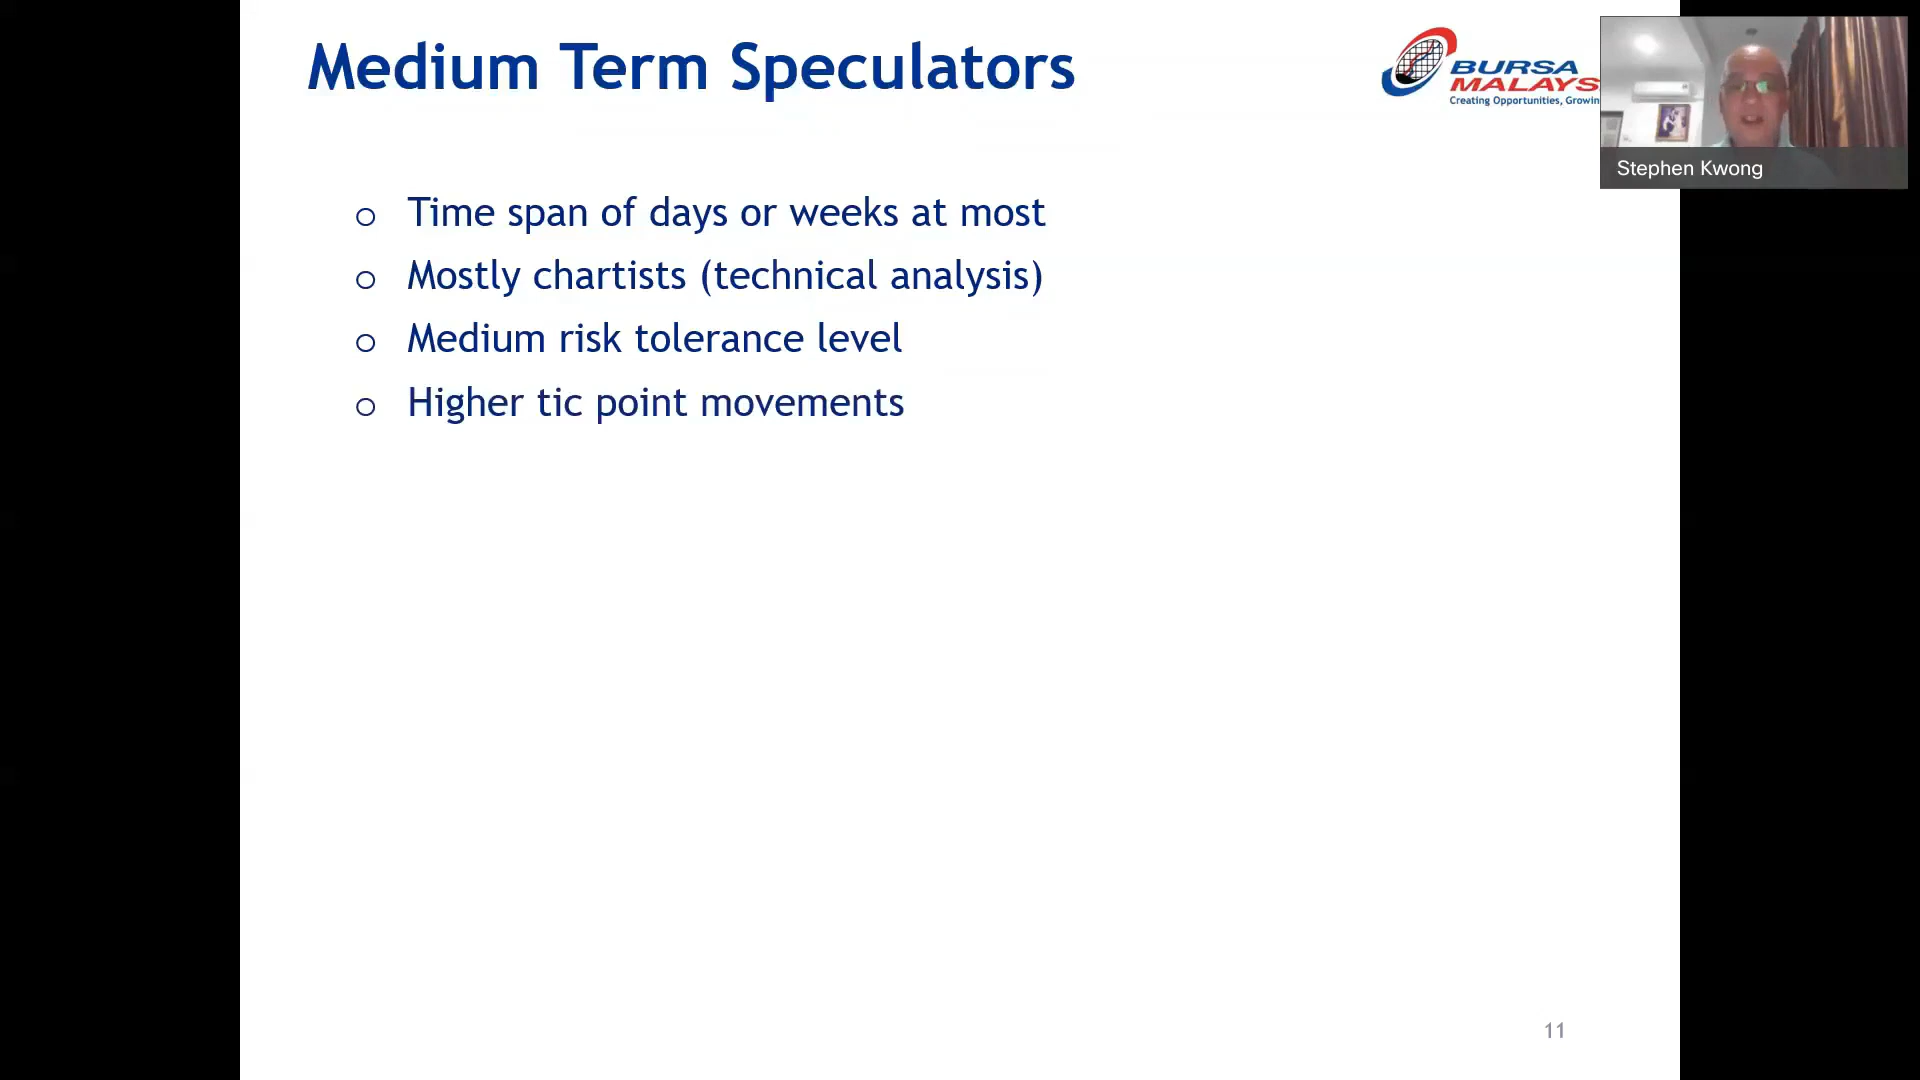 Medium Term Speculators
BURSA
MALAYS
Creating Opportunities, Growin
Stephen Kwong
o Time span of days or weeks at most
o Mostly chartists (technical analysis)
o Medium risk tolerance level
o Higher tic point movements
11